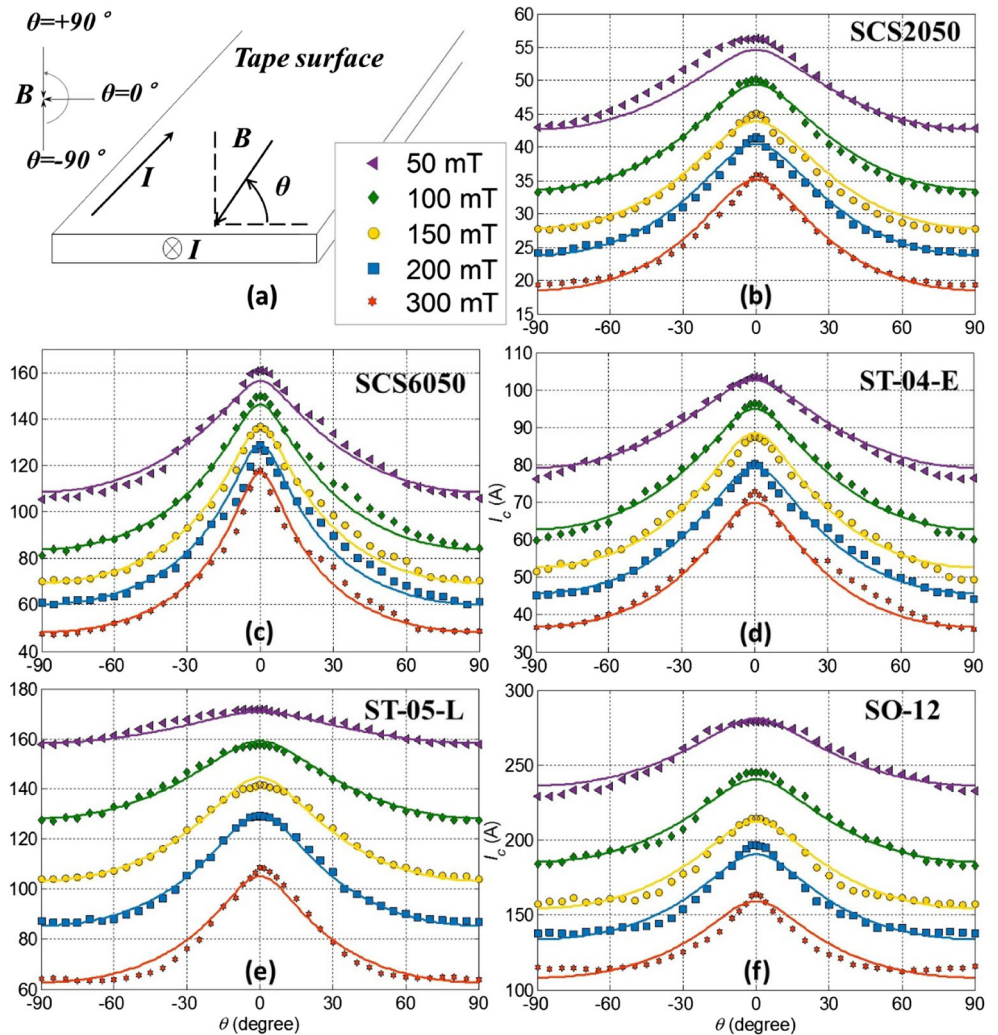 θ=+90°
B
θ=0°
θ=-90°
Tape surface
I
B
θ
I
(a)
50 mT
100 mT
150 mT
200 mT
300 mT
SCS2050
60
55
50
45
40
35
30
25
20
15
-90
-60
-30
0
30
60
90
(b)
SCS6050
160
140
120
100
80
60
40
-90
-60
-30
0
30
60
90
(c)
ST-04-E
110
100
90
80
70
60
50
40
30
I_c (A)
-90
-60
-30
0
30
60
90
(d)
ST-05-L
180
160
140
120
100
80
60
-90
-60
-30
0
30
60
90
θ (degree)
(e)
SO-12
300
250
200
150
100
I_c (A)
-90
-60
-30
0
30
60
90
θ (degree)
(f)